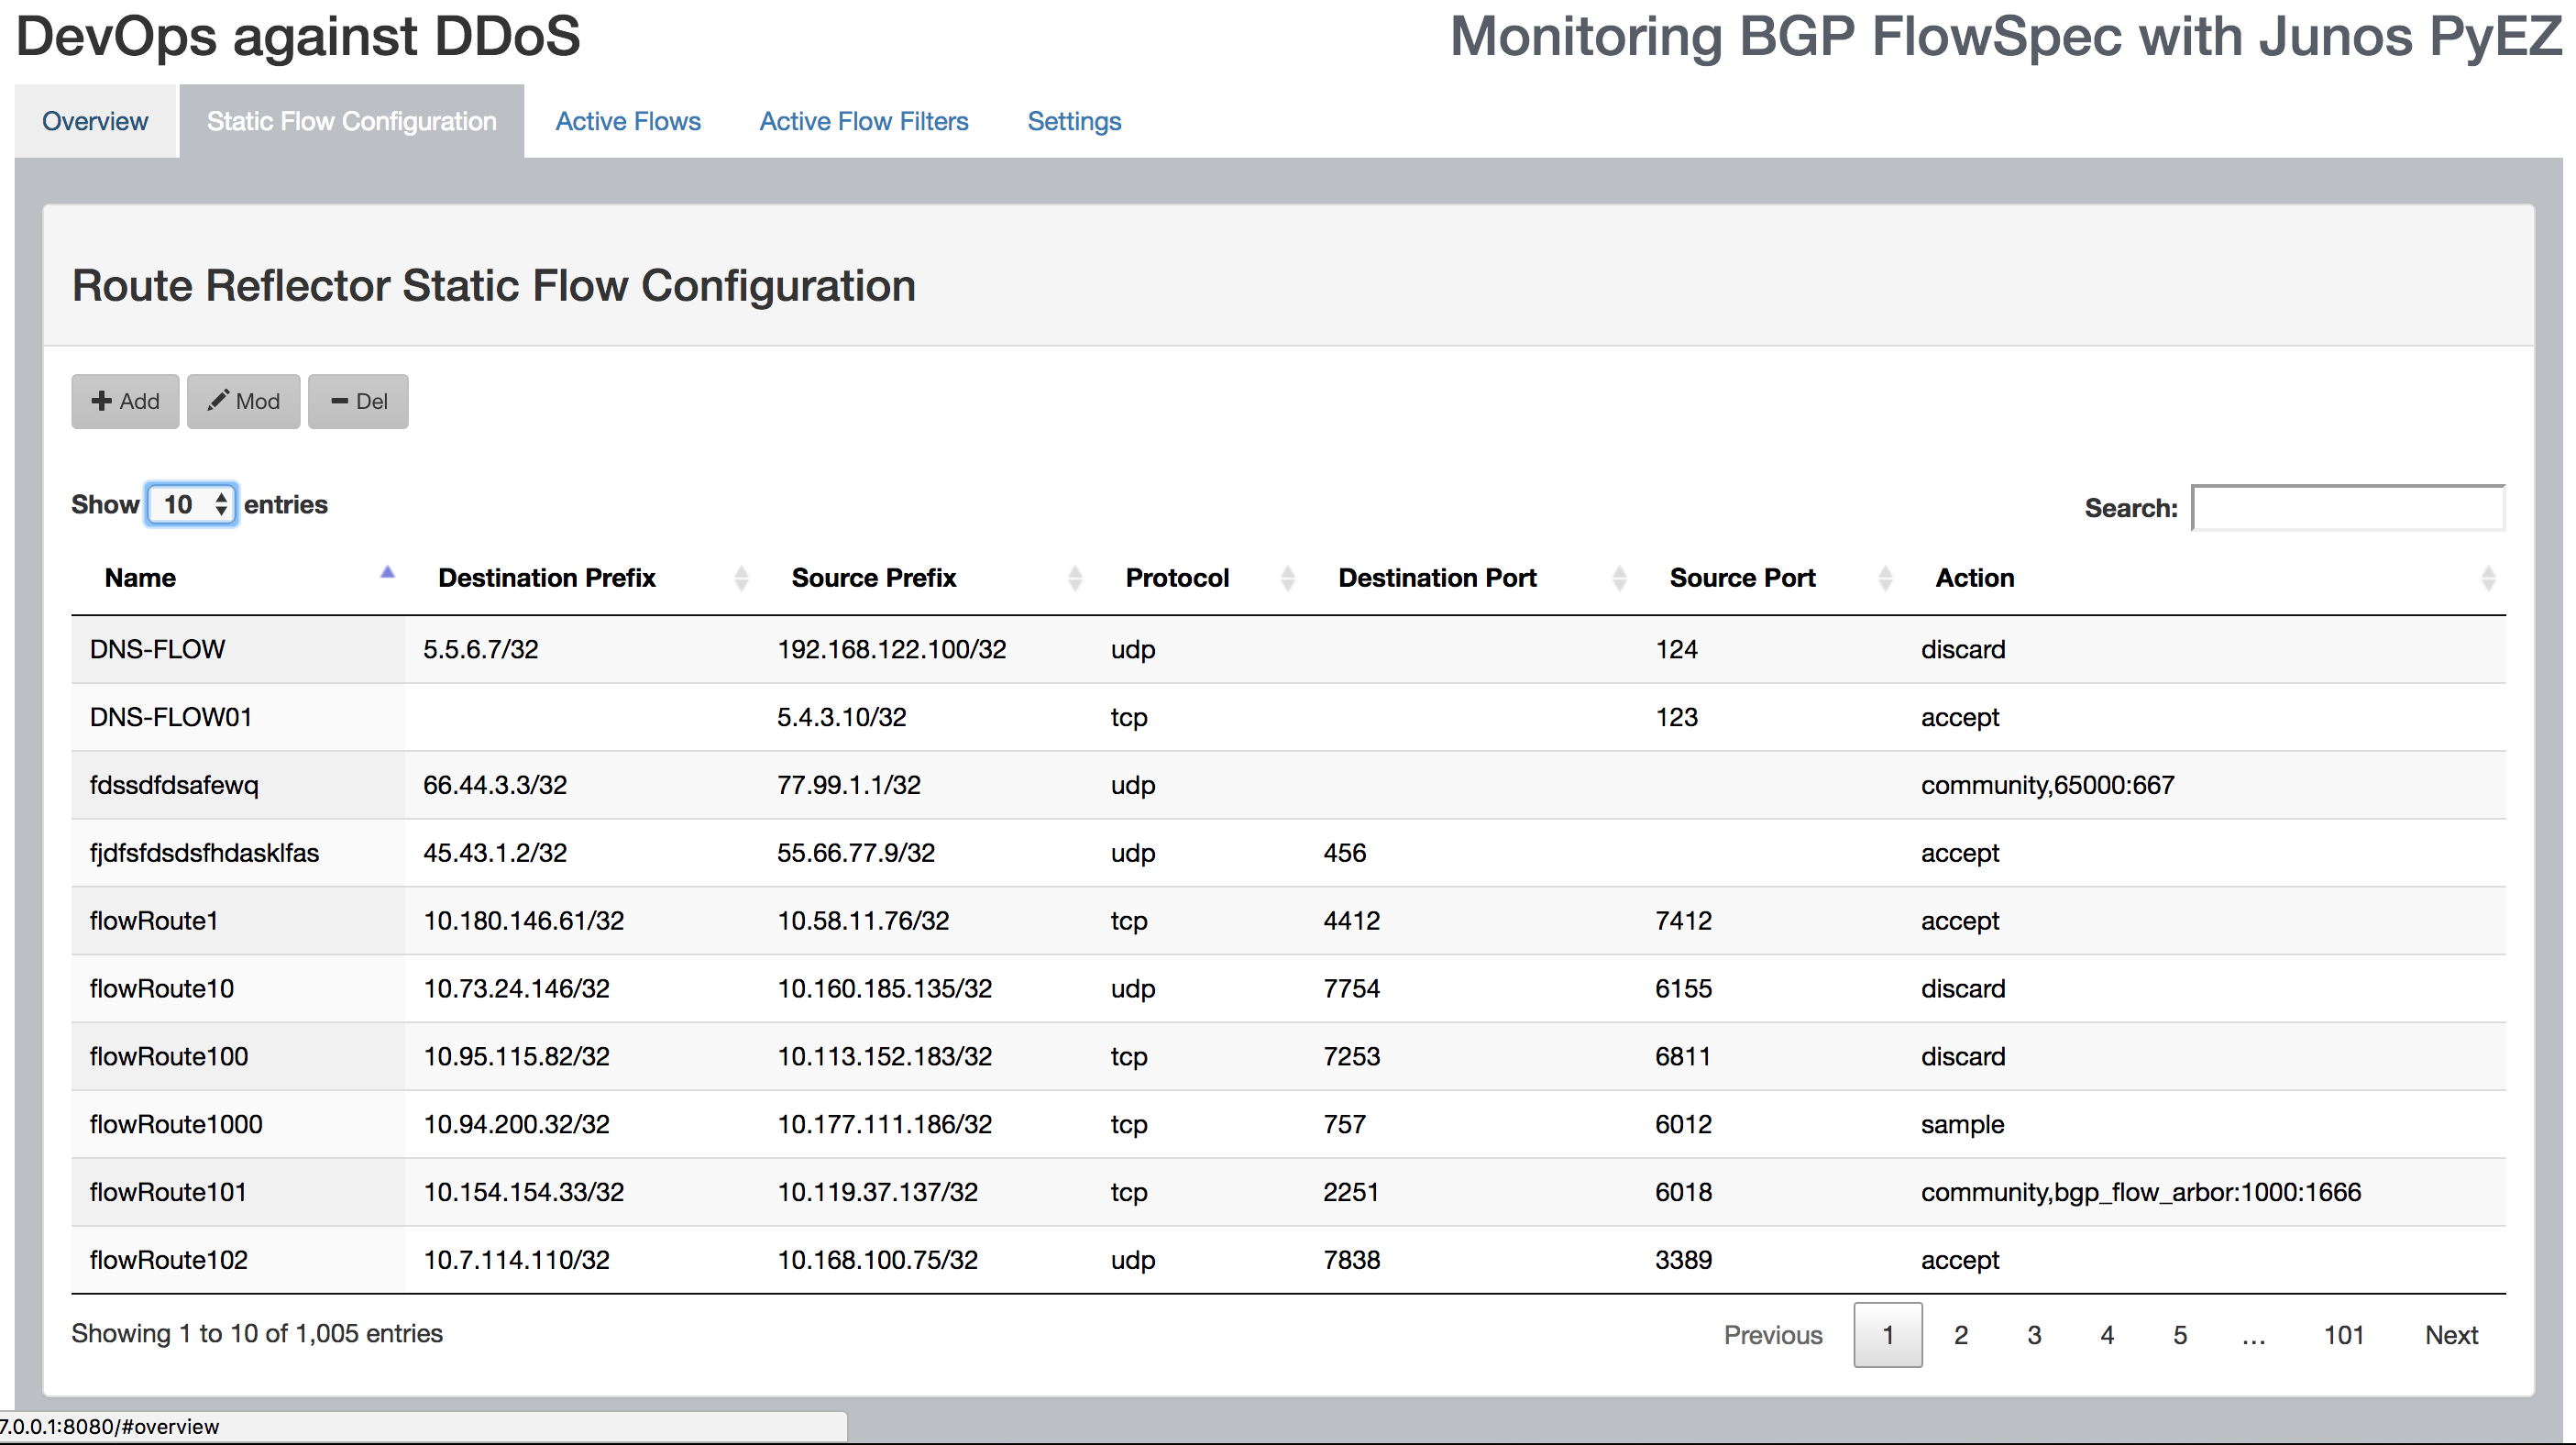 DevOps against DDoS Monitoring BGP FlowSpec with Junos PyEZ
Overview Static Flow Configuration Active Flows Active Flow Filters Settings
Route Reflector Static Flow Configuration
Add Mod Del
Show 10 entries Search:
Name Destination Prefix Source Prefix Protocol Destination Port Source Port Action
DNS-FLOW 5.5.6.7/32 192.168.122.100/32 udp 124 discard
DNS-FLOW01 5.4.3.10/32 tcp 123 accept
fdssdfdsafewq 66.44.3.3/32 77.99.1.1/32 udp community,65000:667
fjdfsfdsdsfhdasklfas 45.43.1.2/32 55.66.77.9/32 udp 456 accept
flowRoute1 10.180.146.61/32 10.58.11.76/32 tcp 4412 7412 accept
flowRoute10 10.73.24.146/32 10.160.185.135/32 udp 7754 6155 discard
flowRoute100 10.95.115.82/32 10.113.152.183/32 tcp 7253 6811 discard
flowRoute1000 10.94.200.32/32 10.177.111.186/32 tcp 757 6012 sample
flowRoute101 10.154.154.33/32 10.119.37.137/32 tcp 2251 6018 community,bgp_flow_arbor:1000:1666
flowRoute102 10.7.114.110/32 10.168.100.75/32 udp 7838 3389 accept
Showing 1 to 10 of 1,005 entries Previous 1 2 3 4 5 … 101 Next
7.0.0.1:8080/#overview